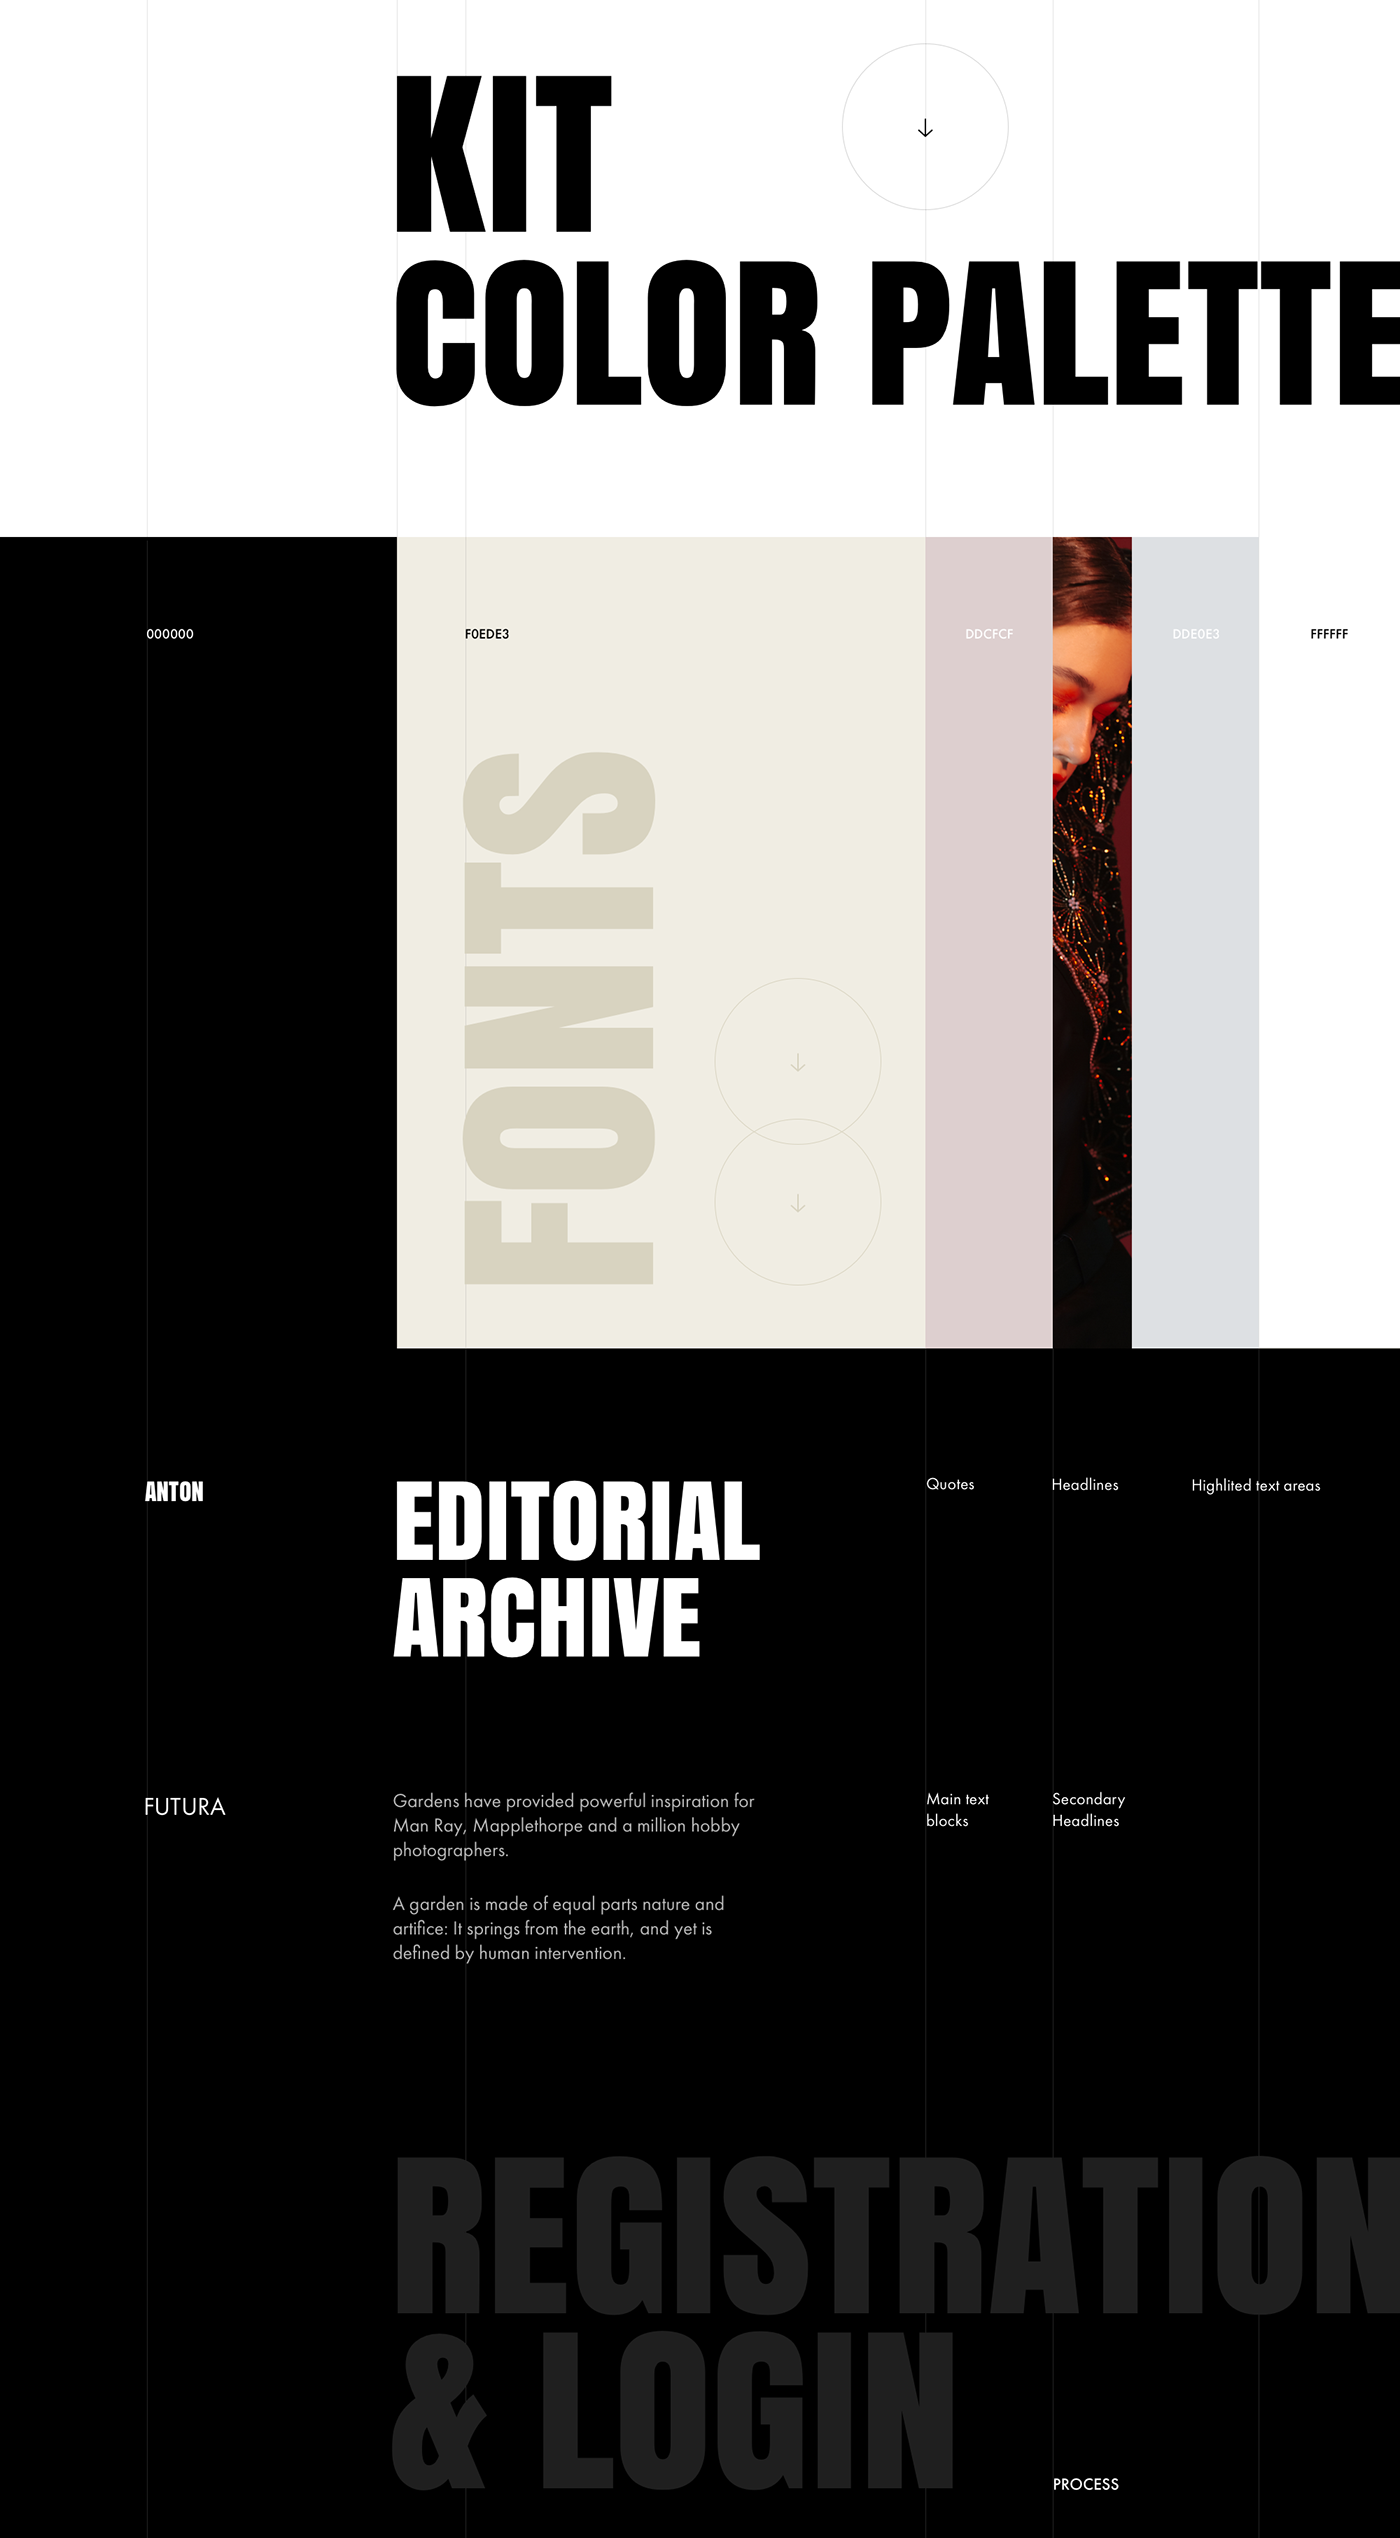 KIT
COLOR PALETTE
000000
F0EDE3
DDCFCF
DDE0E3
FFFFFF
FONTS
ANTON
EDITORIAL
ARCHIVE
Quotes
Headlines
Highlited text areas
FUTURA
Gardens have provided powerful inspiration for
Man Ray, Mapplethorpe and a million hobby
photographers.
A garden is made of equal parts nature and
artifice: It springs from the earth, and yet is
defined by human intervention.
Main text
blocks
Secondary
Headlines
REGISTRATION
& LOGIN
PROCESS